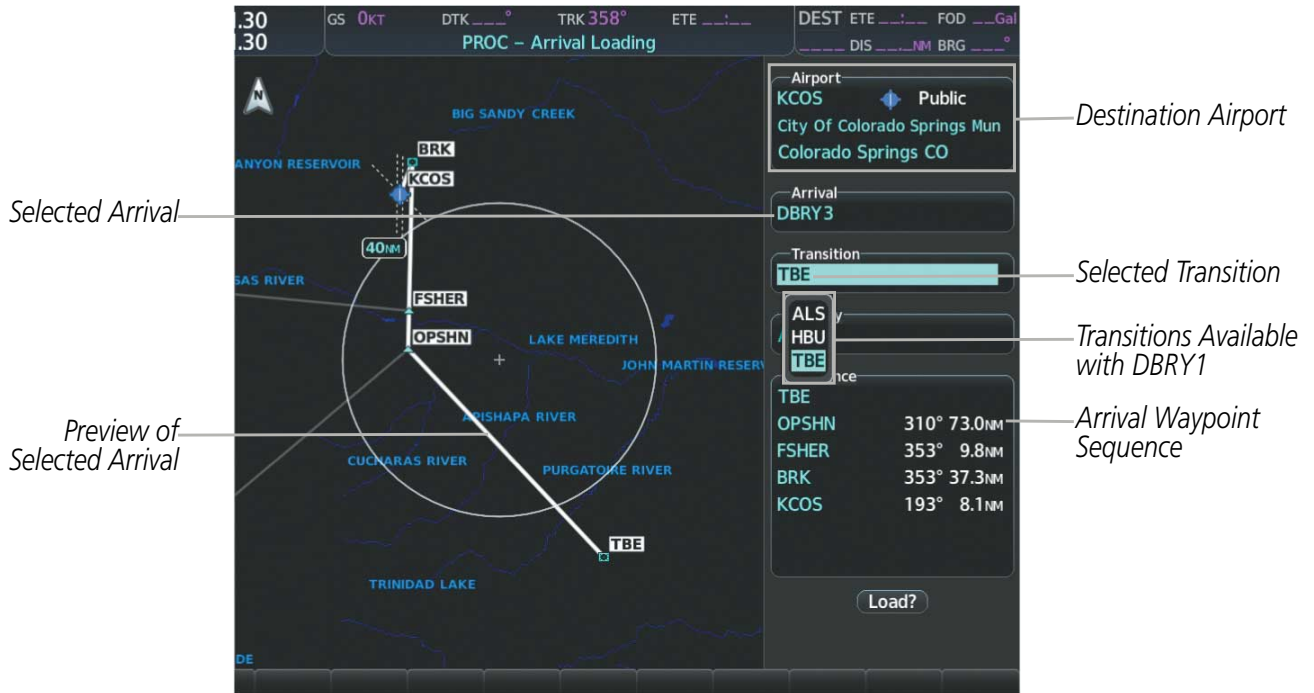 .30
.30
GS 0KT
DTK ___°
TRK 358°
ETE __:__
PROC – Arrival Loading
DEST ETE __:__ FOD __Gal
____ DIS __._NM BRG ___°
N
BIG SANDY CREEK
BRK
ANYON RESERVOIR
KCOS
40NM
SAS RIVER
FSHER
OPSHN
LAKE MEREDITH
JOHN MARTIN RESERV
APISHAPA RIVER
CUCHARAS RIVER
PURGATOIRE RIVER
TBE
TRINIDAD LAKE
DE
Airport
KCOS Public
City Of Colorado Springs Mun
Colorado Springs CO
Arrival
DBRY3
Transition
TBE
ALS
HBU
TBE
y
A
nce
TBE
OPSHN 310° 73.0NM
FSHER 353° 9.8NM
BRK 353° 37.3NM
KCOS 193° 8.1NM
Load?
Selected Arrival
Preview of
Selected Arrival
Destination Airport
Selected Transition
Transitions Available
with DBRY1
Arrival Waypoint
Sequence